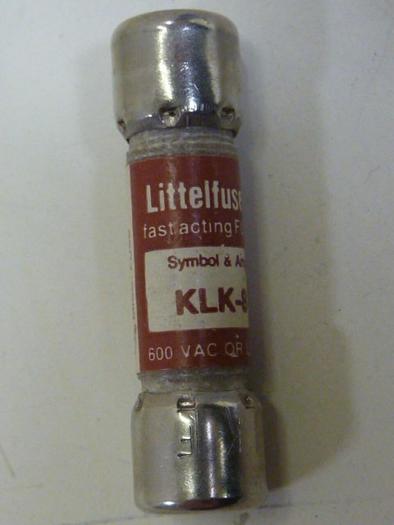 Littelfuse
fast acting F
Symbol & A
KLK-
600 VAC OR